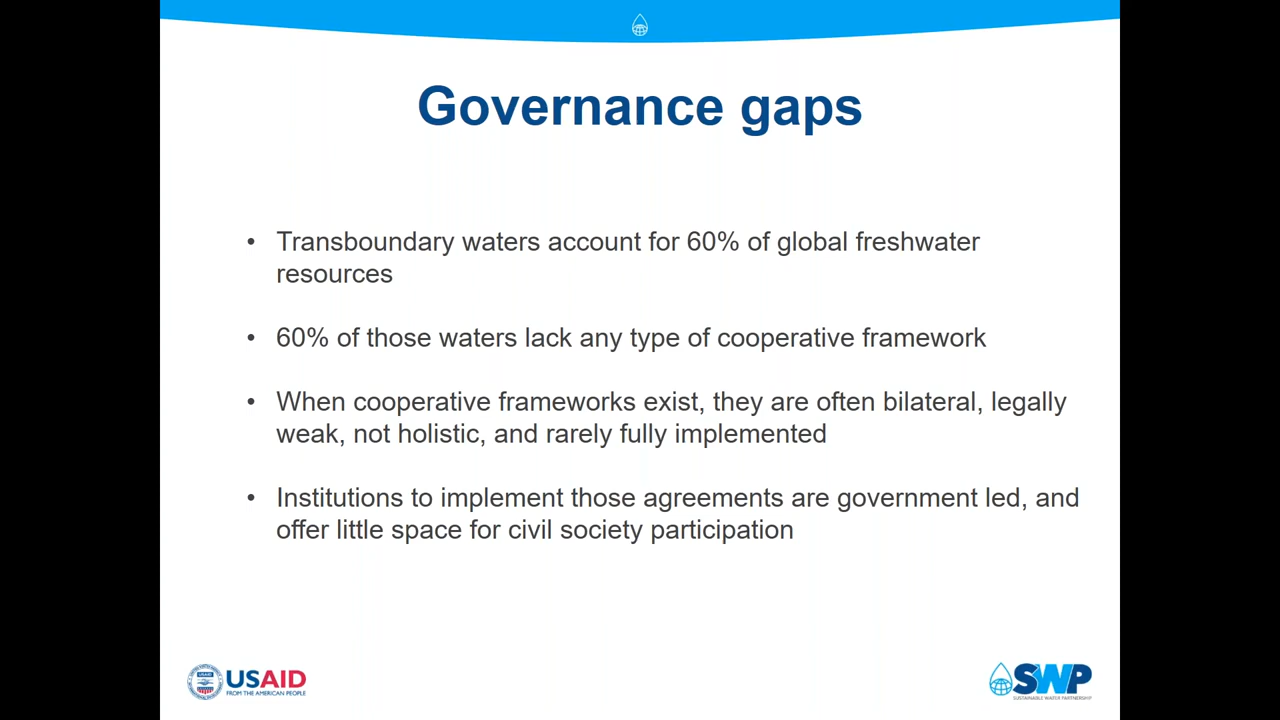 Governance gaps
• Transboundary waters account for 60% of global freshwater
resources
• 60% of those waters lack any type of cooperative framework
• When cooperative frameworks exist, they are often bilateral, legally
weak, not holistic, and rarely fully implemented
• Institutions to implement those agreements are government led, and
offer little space for civil society participation
USAID
FROM THE AMERICAN PEOPLE
SWP
SUSTAINABLE WATER PARTNERSHIP